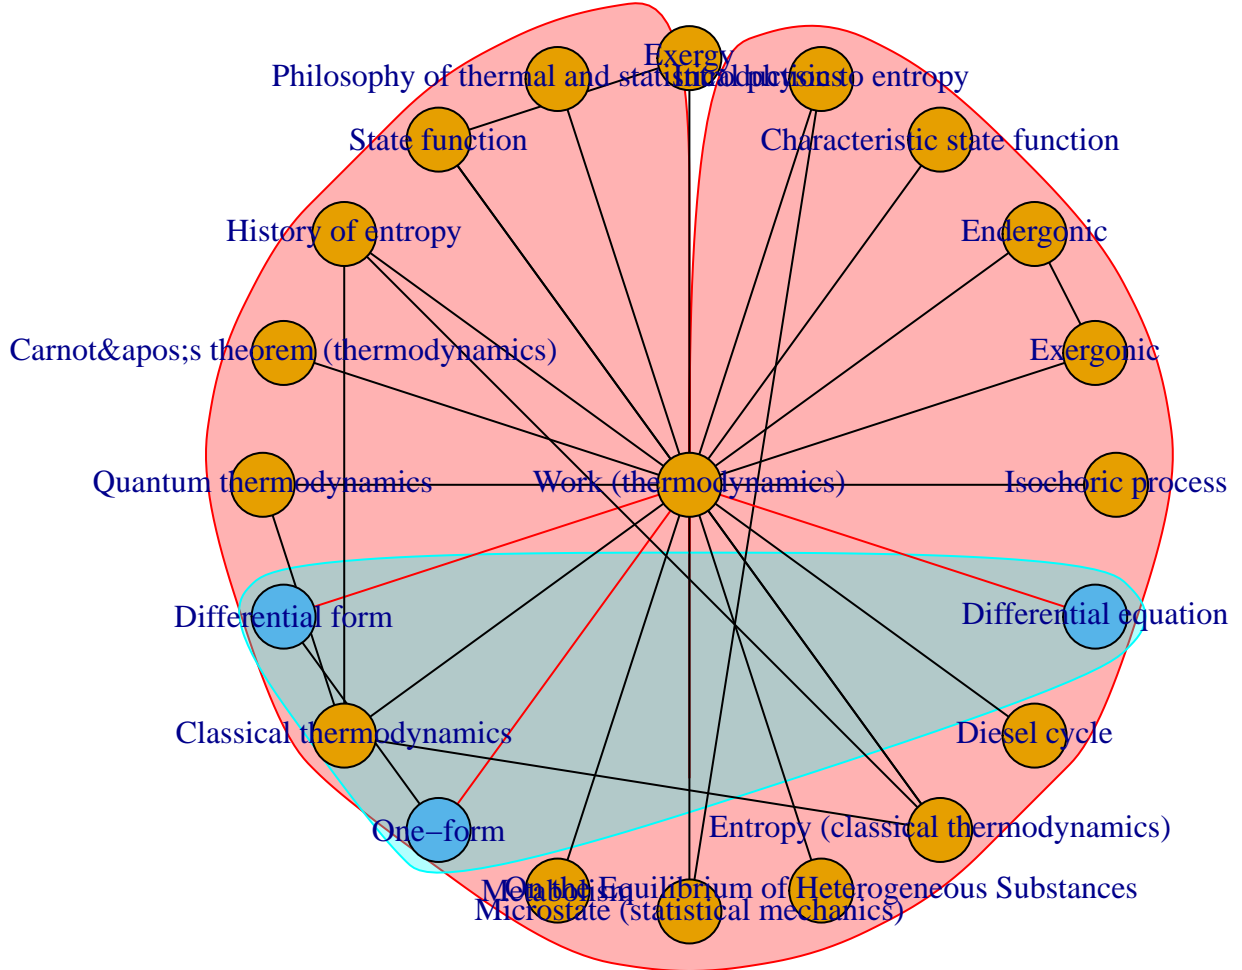 Exergy
Philosophy of thermal and statistical physics
Introduction to entropy
State function
Characteristic state function
History of entropy
Endergonic
Carnot&apos;s theorem (thermodynamics)
Exergonic
Quantum thermodynamics
Work (thermodynamics)
Isochoric process
Differential form
Differential equation
Classical thermodynamics
Diesel cycle
One−form
Entropy (classical thermodynamics)
Metabolism
On the Equilibrium of Heterogeneous Substances
Microstate (statistical mechanics)